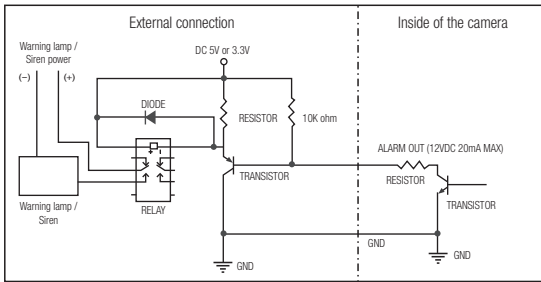 External connection
Inside of the camera
Warning lamp /
Siren power
(−)
(+)
DC 5V or 3.3V
DIODE
RESISTOR
10K ohm
ALARM OUT (12VDC 20mA MAX)
RESISTOR
TRANSISTOR
TRANSISTOR
Warning lamp /
Siren
RELAY
GND
GND
GND